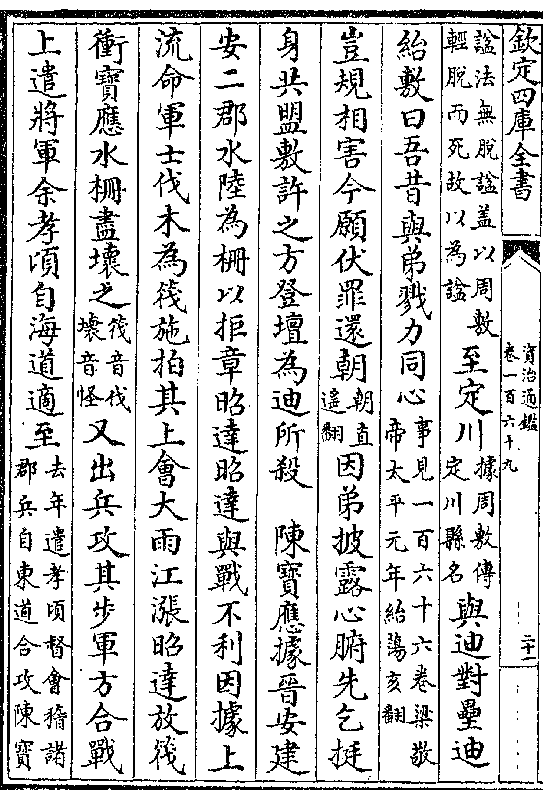 欽定四庫全書
資治通鑑
卷一百六十九
二十一
諡法無脫諡盖以周敷
輕脫而死故以為諡
至定川
據周敷傳
定川縣名
與迪對壘迪
紿敷曰吾昔與弟戮力同心
事見一百六十六卷梁敬
帝太平元年紿蕩亥翻
豈規相害今願伏罪還朝
朝直
遥翻
因弟披露心腑先乞挺
身共盟敷許之方登壇為迪所殺 陳寶應據晉安建
安二郡水陸為柵以拒章昭達昭達與戰不利因據上
流命軍士伐木為筏施拍其上會大雨江漲昭達放筏
衝寶應水柵盡壞之
筏音伐
壞音怪
又出兵攻其步軍方合戰
上遣將軍余孝頃自海道適至
去年遣孝頃督會稽諸
郡兵自東道合攻陳寶